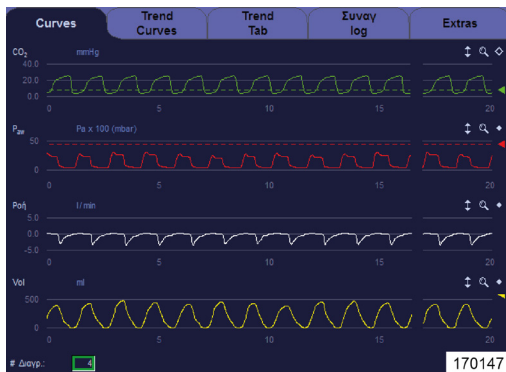 Curves
Trend Curves
Trend Tab
Συναγ log
Extras
CO2 mmHg
40.0
20.0
0.0
0 5 10 15 20
Paw Pa x 100 (mbar)
50
0
0 5 10 15 20
Ροή l/min
5.0
0.0
-5.0
0 5 10 15 20
Vol ml
500
0
0 5 10 15 20
# Διαγρ.: 4
170147